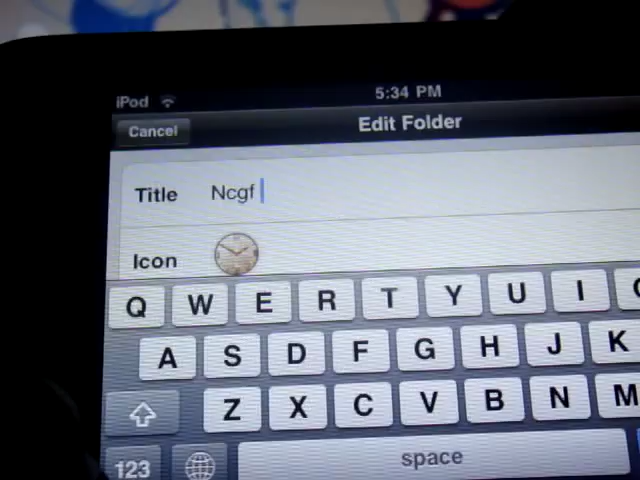 iPod 5:34 PM
Cancel Edit Folder
Title Ncgf
Icon
Q W E R T Y U I
A S D F G H J K
Z X C V B N M
123 space